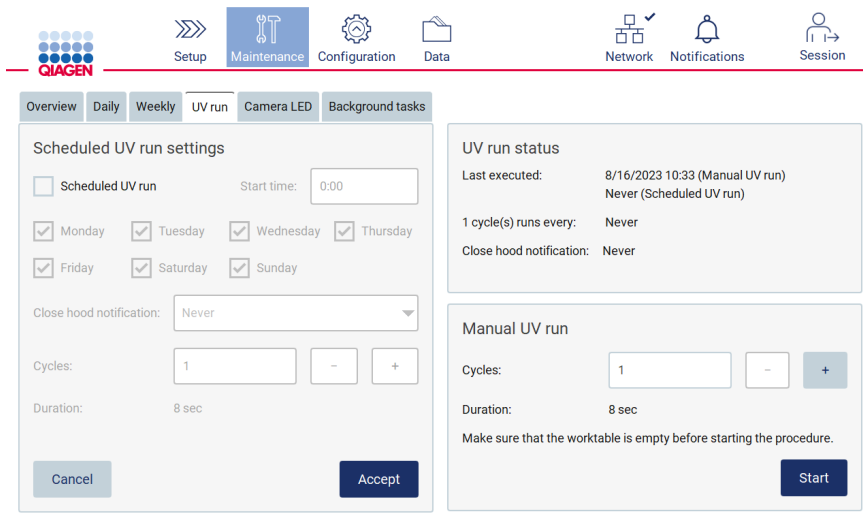 QIAGEN
Setup
Maintenance
Configuration
Data
Network
Notifications
Session
Overview
Daily
Weekly
UV run
Camera LED
Background tasks
Scheduled UV run settings
Scheduled UV run
Start time:
0:00
Monday
Tuesday
Wednesday
Thursday
Friday
Saturday
Sunday
Close hood notification:
Never
Cycles:
1
-
+
Duration:
8 sec
Cancel
Accept
UV run status
Last executed:
8/16/2023 10:33 (Manual UV run)
Never (Scheduled UV run)
1 cycle(s) runs every:
Never
Close hood notification:
Never
Manual UV run
Cycles:
1
-
+
Duration:
8 sec
Make sure that the worktable is empty before starting the procedure.
Start